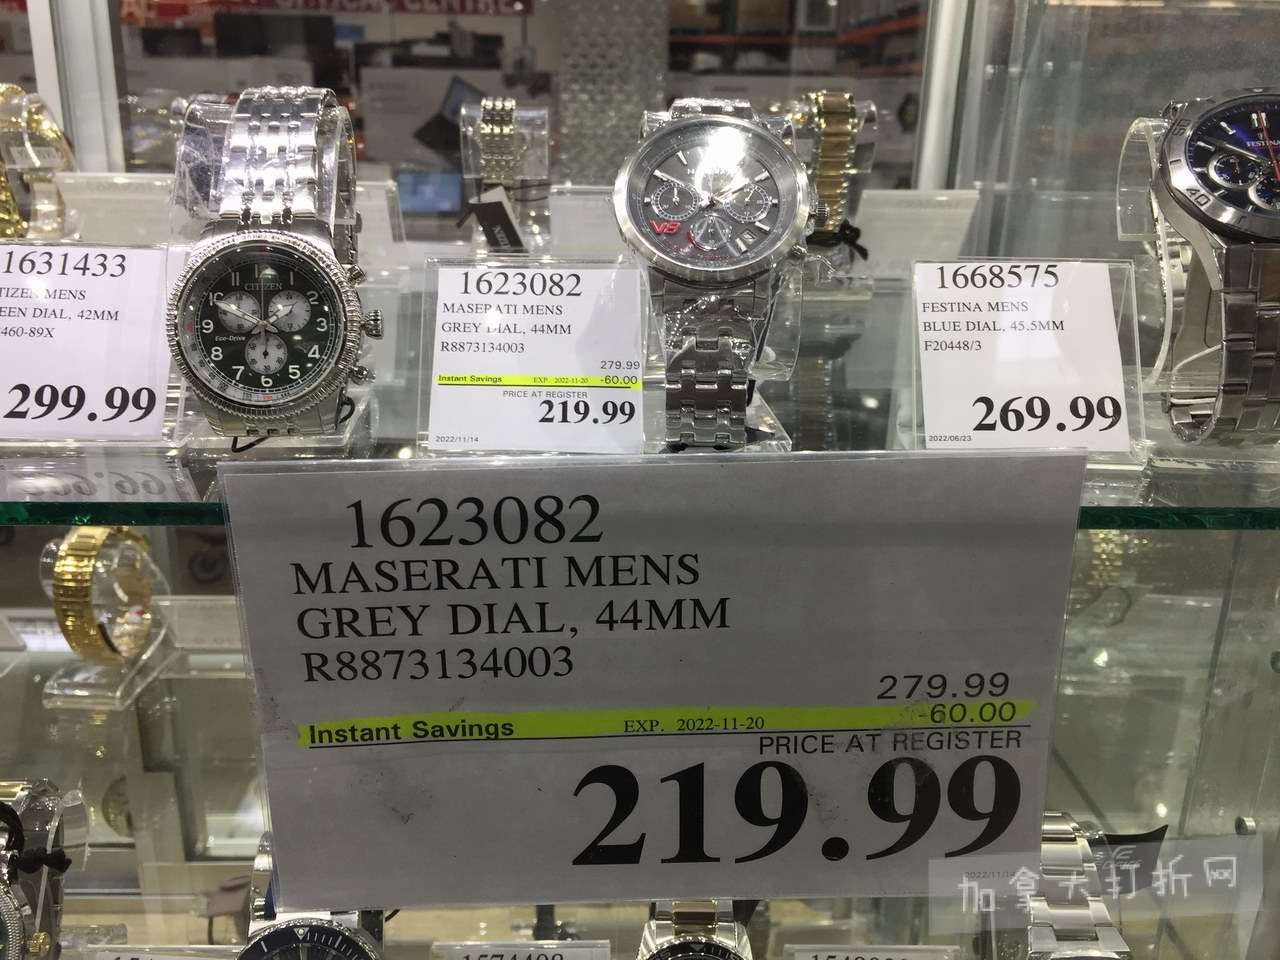 1631433
TIZEN MENS
EEN DIAL, 42MM
460-89X
299.99
CITIZEN
Eco-Drive
1623082
MASERATI MENS
GREY DIAL, 44MM
R8873134003
279.99
Instant Savings EXP. 2022-11-20 -60.00
PRICE AT REGISTER
219.99
2022/11/14
1668575
FESTINA MENS
BLUE DIAL, 45.5MM
F20448/3
269.99
2022/06/23
FESTINA
40
1623082
MASERATI MENS
GREY DIAL, 44MM
R8873134003
279.99
Instant Savings EXP. 2022-11-20 -60.00
PRICE AT REGISTER
219.99
2022/11/14
加拿大打折网